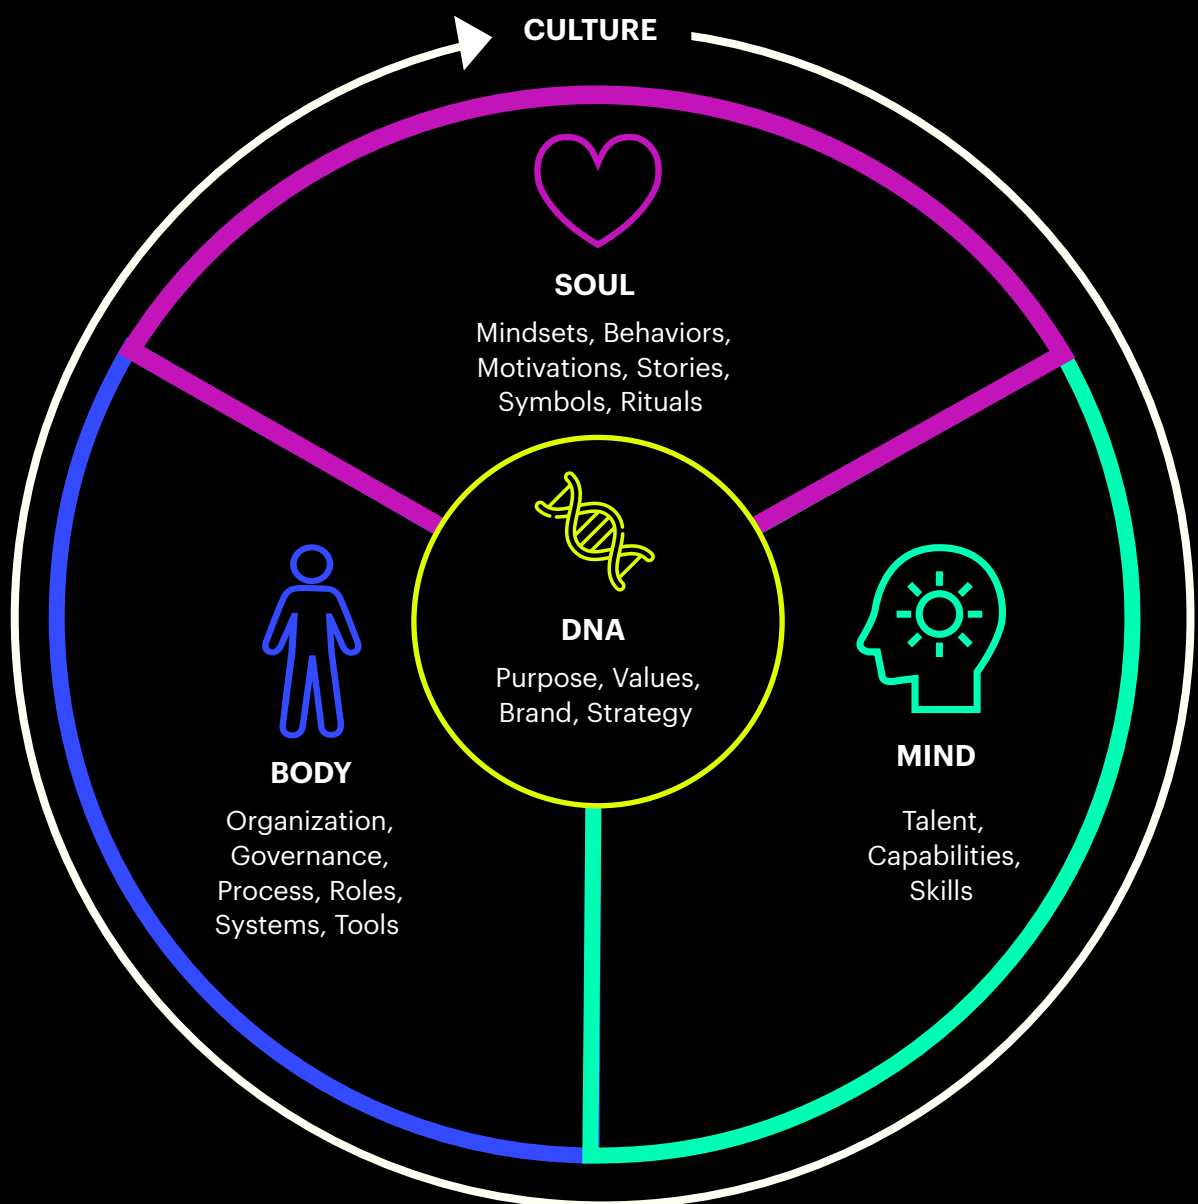 CULTURE
SOUL
Mindsets, Behaviors,
Motivations, Stories,
Symbols, Rituals
DNA
Purpose, Values,
Brand, Strategy
BODY
Organization,
Governance,
Process, Roles,
Systems, Tools
MIND
Talent,
Capabilities,
Skills